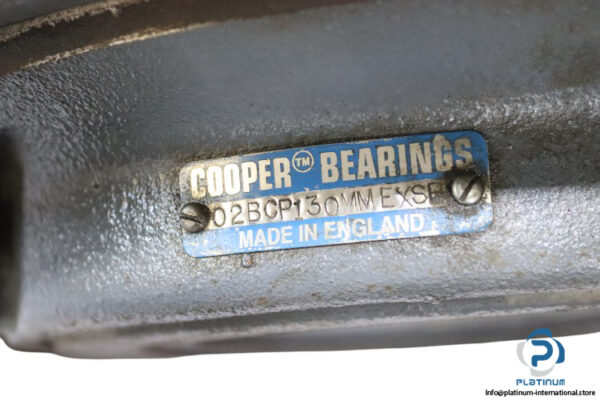 COOPER™ BEARINGS
02BCP130MMEXSP
MADE IN ENGLAND
PLATINUM
Info@platinum-international.store